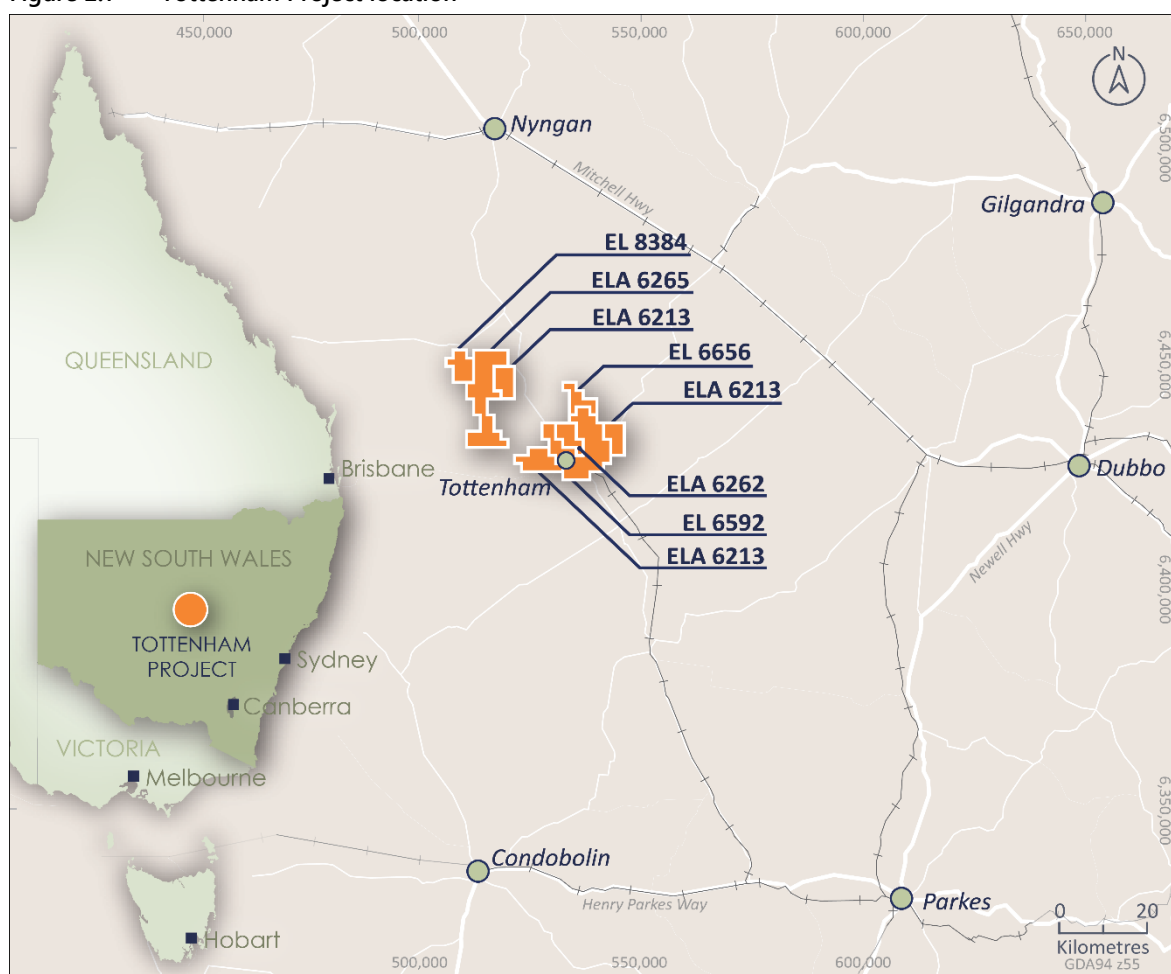 Tottenham Project location
450,000
500,000
550,000
600,000
650,000
N
Nyngan
6,500,000
Mitchell Hwy
Gilgandra
EL 8384
ELA 6265
ELA 6213
QUEENSLAND
EL 6656
6,450,000
ELA 6213
Brisbane
Tottenham
Dubbo
ELA 6262
EL 6592
Newell Hwy
NEW SOUTH WALES
ELA 6213
6,400,000
TOTTENHAM
PROJECT
Sydney
Canberra
VICTORIA
Melbourne
6,350,000
Condobolin
Henry Parkes Way
Parkes
0 20
Kilometres
GDA94 z55
Hobart
500,000
550,000
600,000